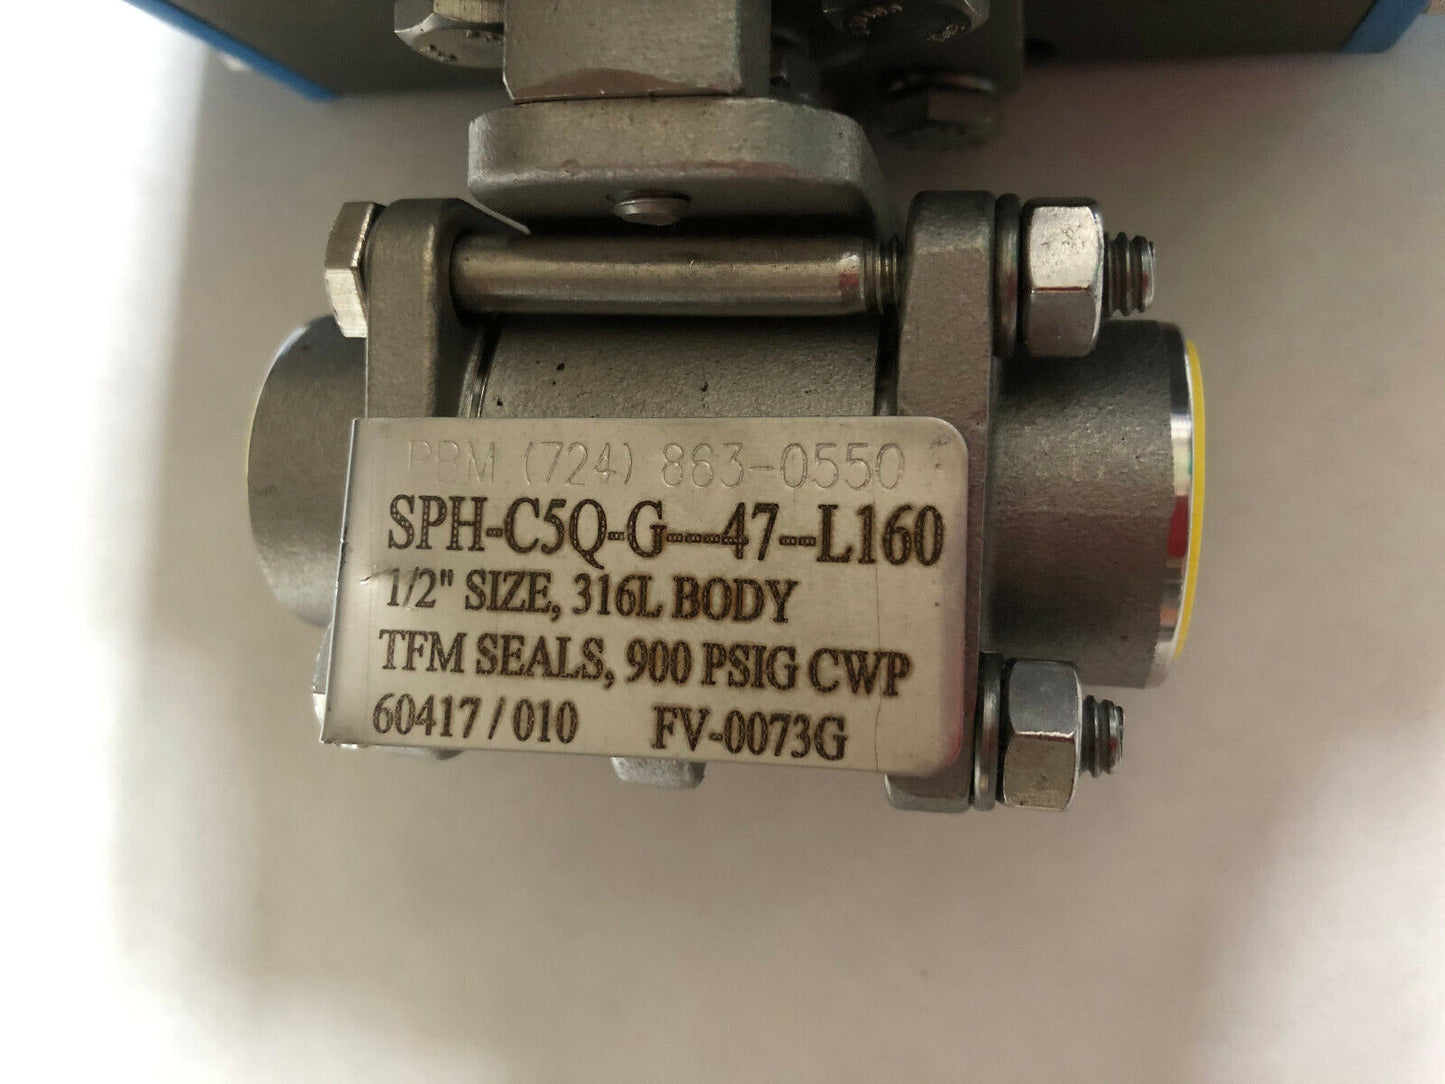 PBM (724) 863-0550
SPH-C5Q-G---47--L160
1/2" SIZE, 316L BODY
TFM SEALS, 900 PSIG CWP
60417 / 010 FV-0073G